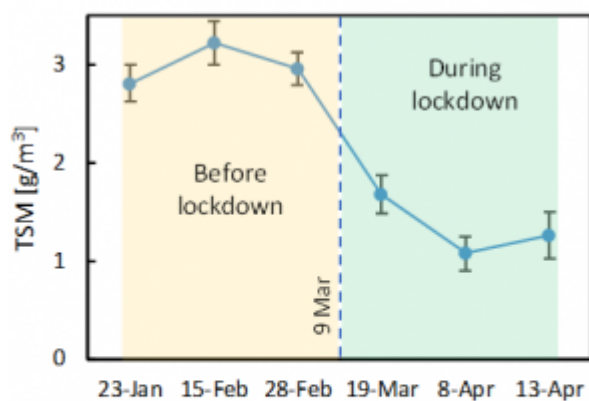 TSM [g/m³]
3
2
1
0
Before
lockdown
During
lockdown
9 Mar
23-Jan 15-Feb 28-Feb 19-Mar 8-Apr 13-Apr